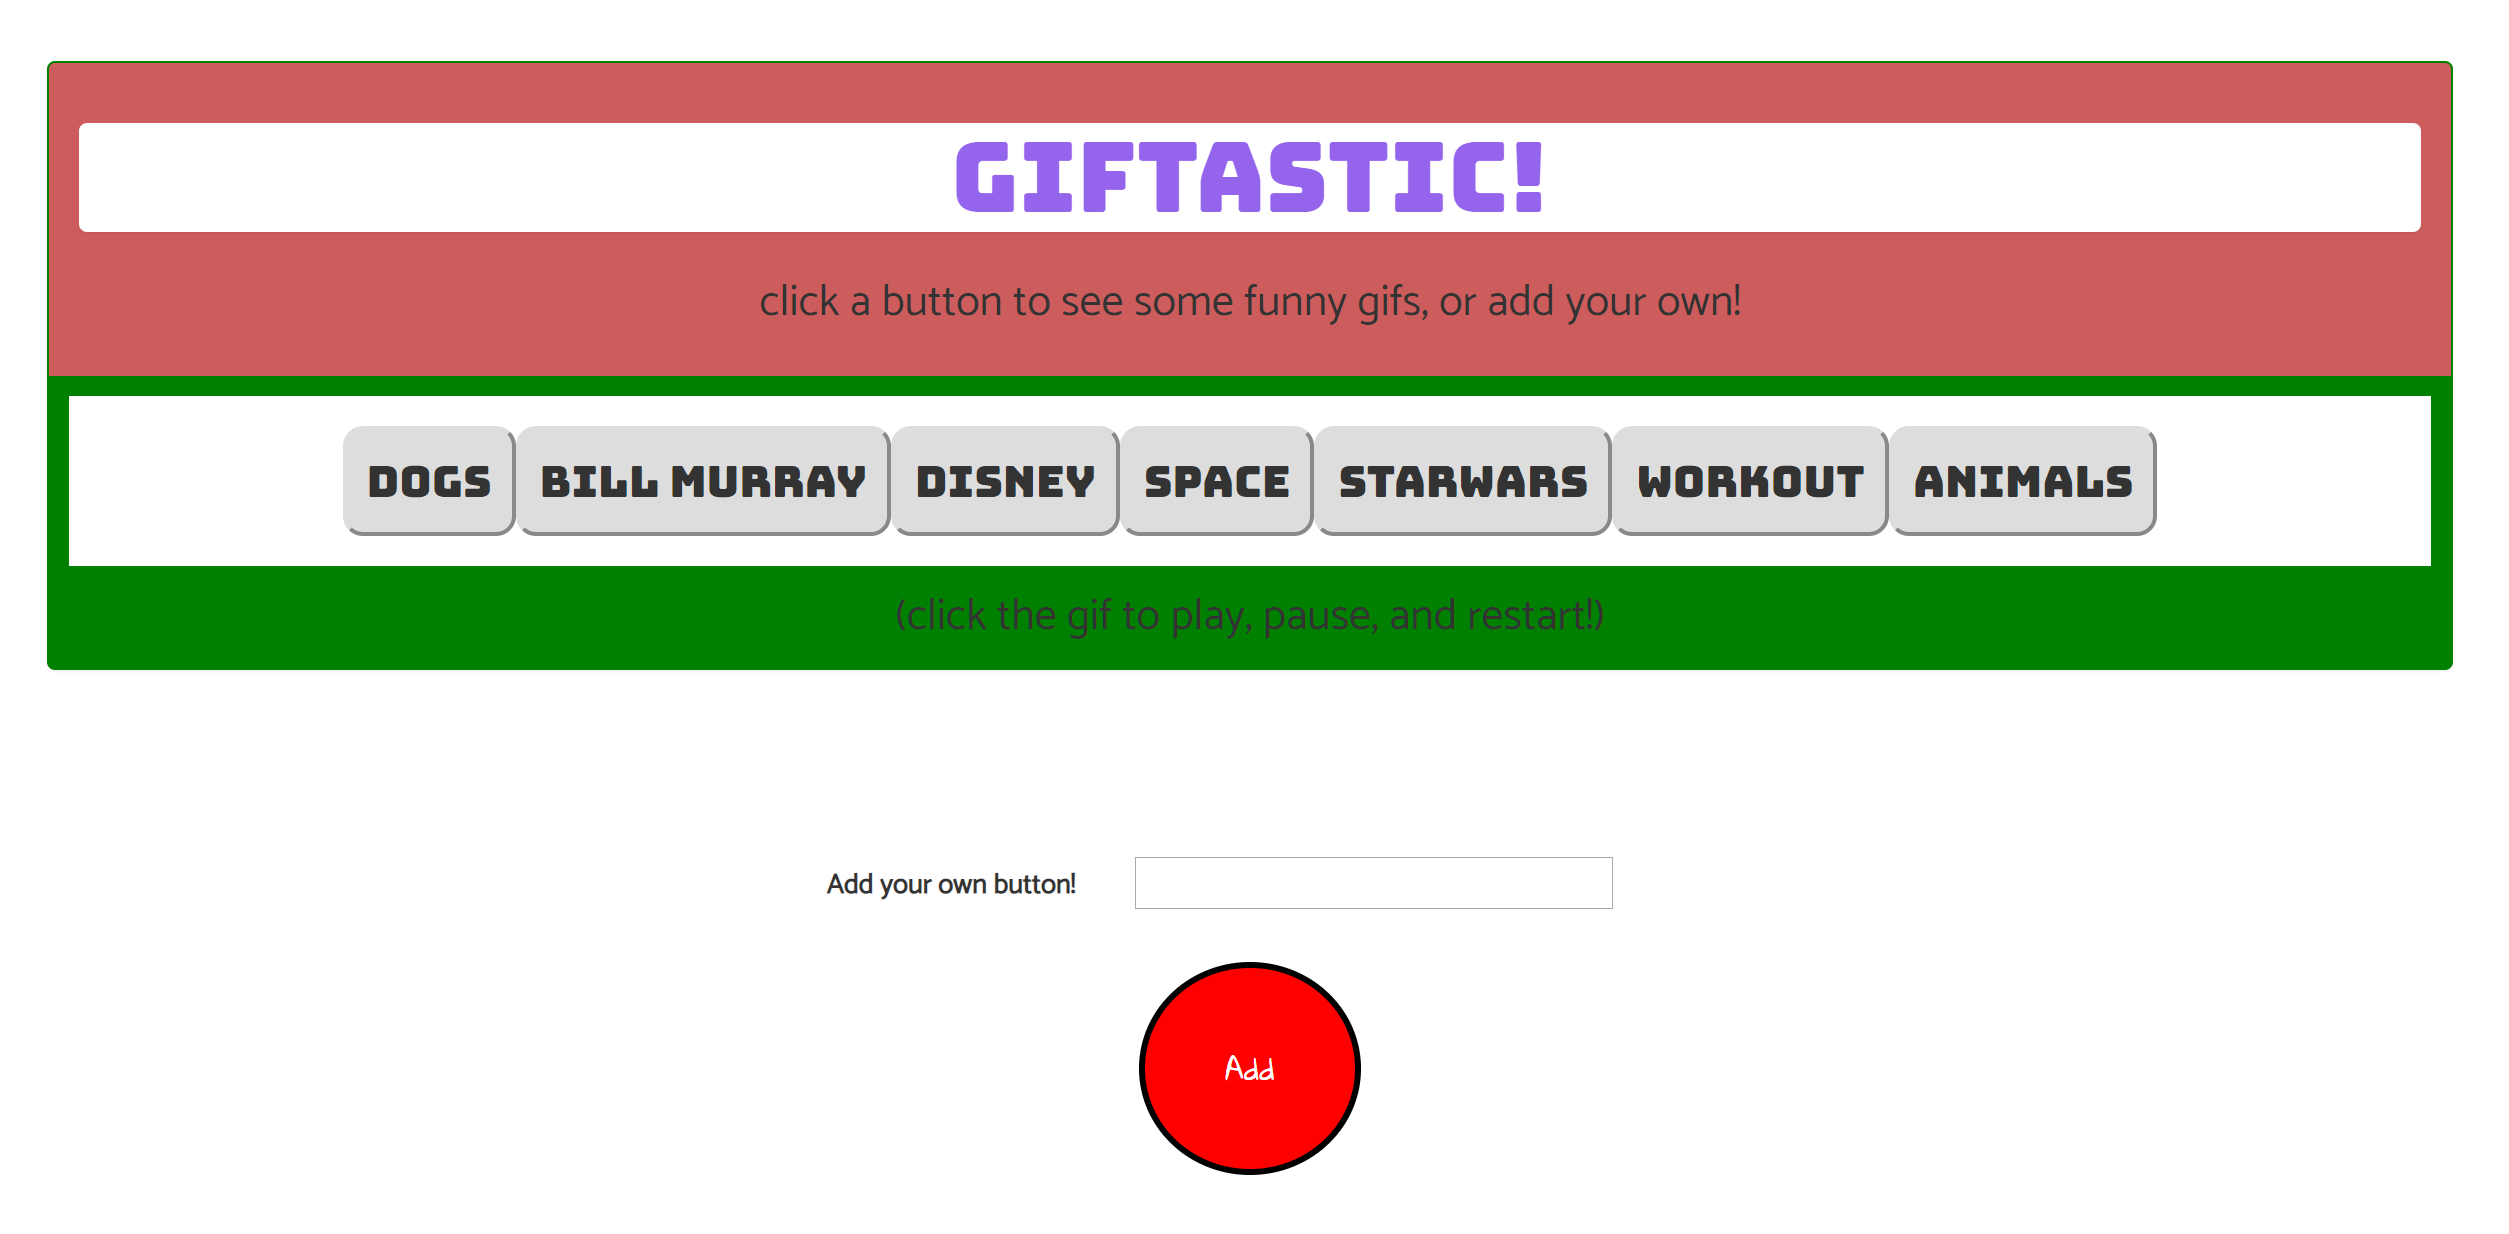 GIFTASTIC!
click a button to see some funny gifs, or add your own!
DOGS BILL MURRAY DISNEY SPACE STARWARS WORKOUT ANIMALS
(click the gif to play, pause, and restart!)
Add your own button!
Add